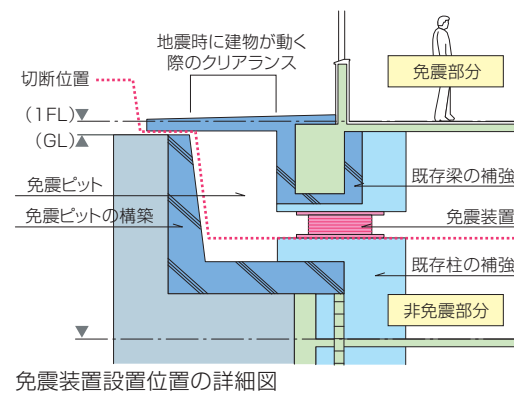 地震時に建物が動く
際のクリアランス
切断位置
免震部分
(1FL)
(GL)
免震ピット
既存梁の補強
免震ピットの構築
免震装置
既存柱の補強
非免震部分
免震装置設置位置の詳細図